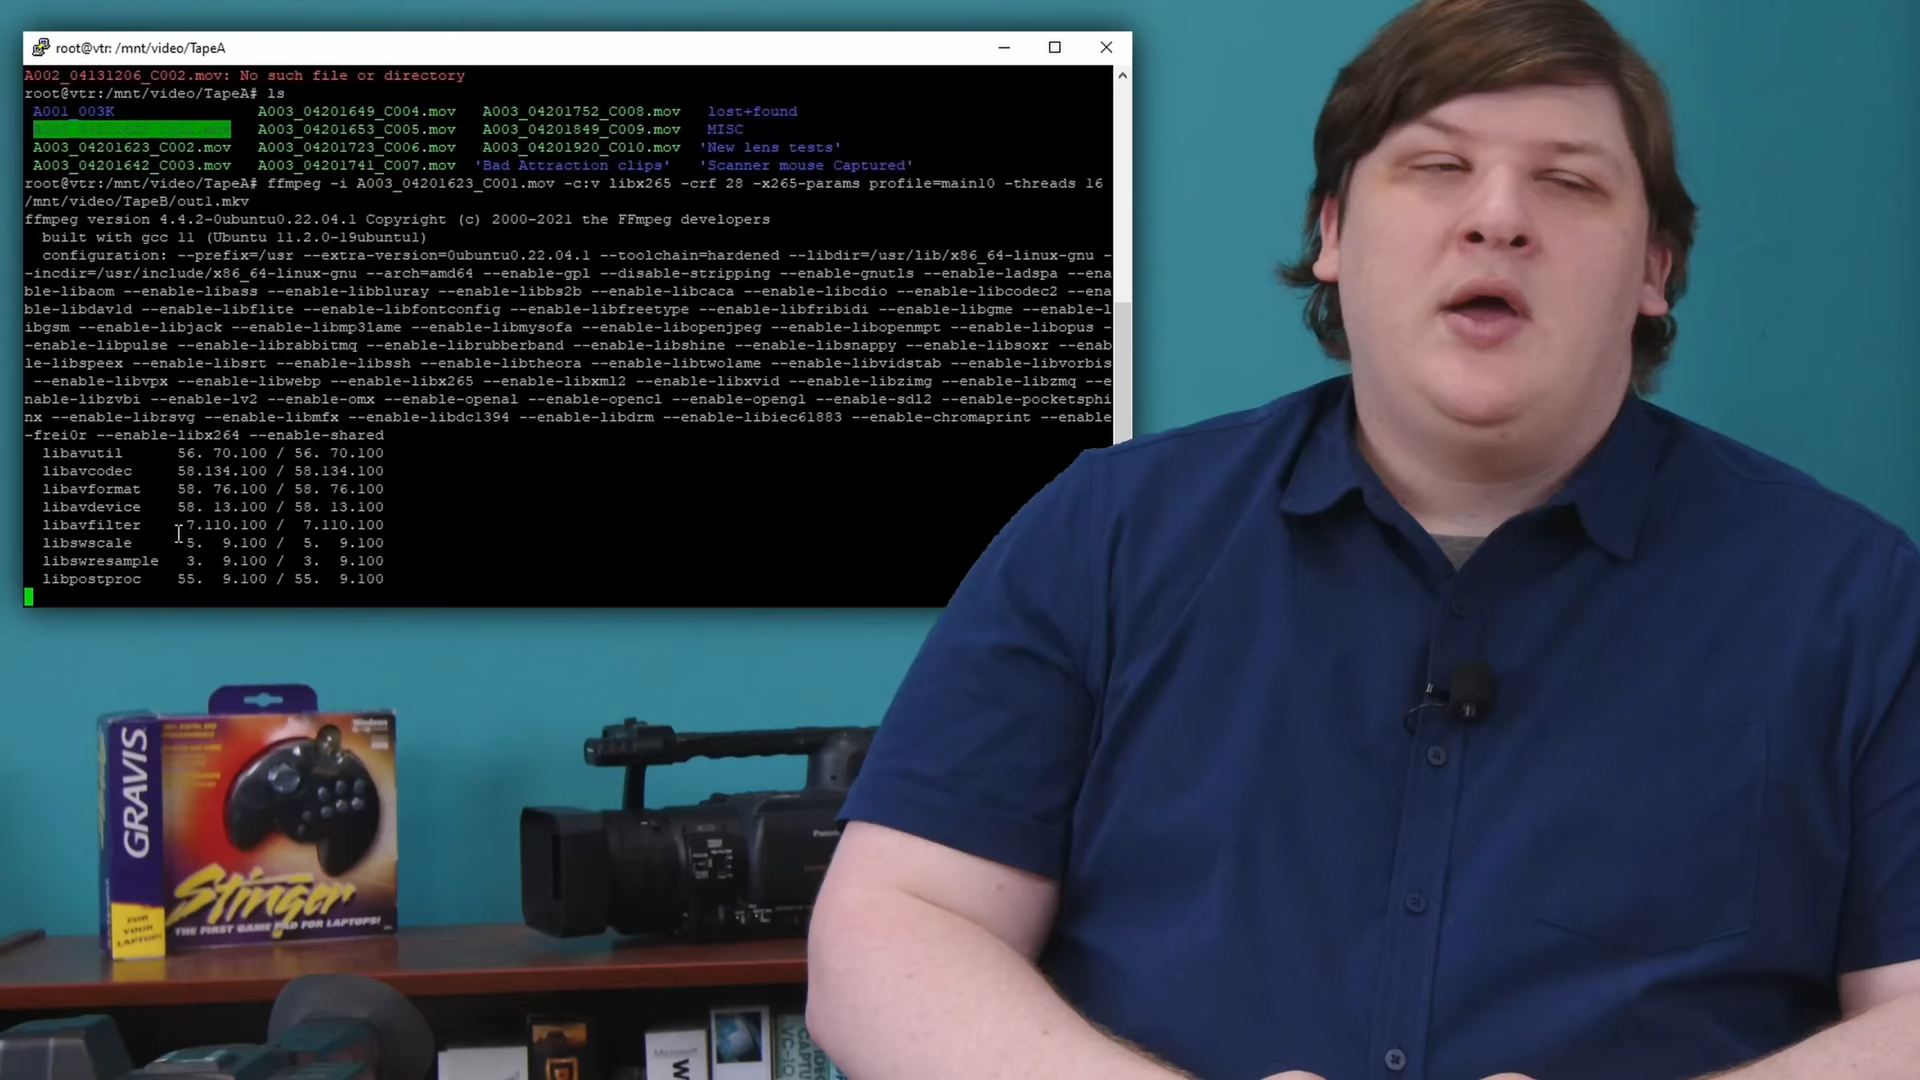 root@vtr: /mnt/video/TapeA
A002_04131206_C002.mov: No such file or directory
root@vtr:/mnt/video/TapeA# ls
A001_003K A003_04201649_C004.mov A003_04201752_C008.mov lost+found
A003_04201623_C001.mov A003_04201653_C005.mov A003_04201849_C009.mov MISC
A003_04201623_C002.mov A003_04201723_C006.mov A003_04201920_C010.mov 'New lens tests'
A003_04201642_C003.mov A003_04201741_C007.mov 'Bad Attraction clips' 'Scanner mouse Captured'
root@vtr:/mnt/video/TapeA# ffmpeg -i A003_04201623_C001.mov -c:v libx265 -crf 28 -x265-params profile=main10 -threads 16
/mnt/video/TapeB/out1.mkv
ffmpeg version 4.4.2-0ubuntu0.22.04.1 Copyright (c) 2000-2021 the FFmpeg developers
built with gcc 11 (Ubuntu 11.2.0-19ubuntu1)
configuration: --prefix=/usr --extra-version=0ubuntu0.22.04.1 --toolchain=hardened --libdir=/usr/lib/x86_64-linux-gnu -
-incdir=/usr/include/x86_64-linux-gnu --arch=amd64 --enable-gpl --disable-stripping --enable-gnutls --enable-ladspa --ena
ble-libaom --enable-libass --enable-libbluray --enable-libbs2b --enable-libcaca --enable-libcdio --enable-libcodec2 --ena
ble-libdav1d --enable-libflite --enable-libfontconfig --enable-libfreetype --enable-libfribidi --enable-libgme --enable-l
ibgsm --enable-libjack --enable-libmp3lame --enable-libmysofa --enable-libopenjpeg --enable-libopenmpt --enable-libopus -
-enable-libpulse --enable-librabbitmq --enable-librubberband --enable-libshine --enable-libsnappy --enable-libsoxr --enab
le-libspeex --enable-libsrt --enable-libssh --enable-libtheora --enable-libtwolame --enable-libvidstab --enable-libvorbis
--enable-libvpx --enable-libwebp --enable-libx265 --enable-libxml2 --enable-libxvid --enable-libzimg --enable-libzmq --e
nable-libzvbi --enable-lv2 --enable-omx --enable-openal --enable-opencl --enable-opengl --enable-sdl2 --enable-pocketsphi
nx --enable-librsvg --enable-libmfx --enable-libdc1394 --enable-libdrm --enable-libiec61883 --enable-chromaprint --enable
-frei0r --enable-libx264 --enable-shared
libavutil 56. 70.100 / 56. 70.100
libavcodec 58.134.100 / 58.134.100
libavformat 58. 76.100 / 58. 76.100
libavdevice 58. 13.100 / 58. 13.100
libavfilter 7.110.100 / 7.110.100
libswscale 5. 9.100 / 5. 9.100
libswresample 3. 9.100 / 3. 9.100
libpostproc 55. 9.100 / 55. 9.100
GRAVIS
Windows
Stinger
THE FIRST GAME PAD FOR LAPTOPS!
FOR
YOUR
LAPTOP!
Microsoft
W